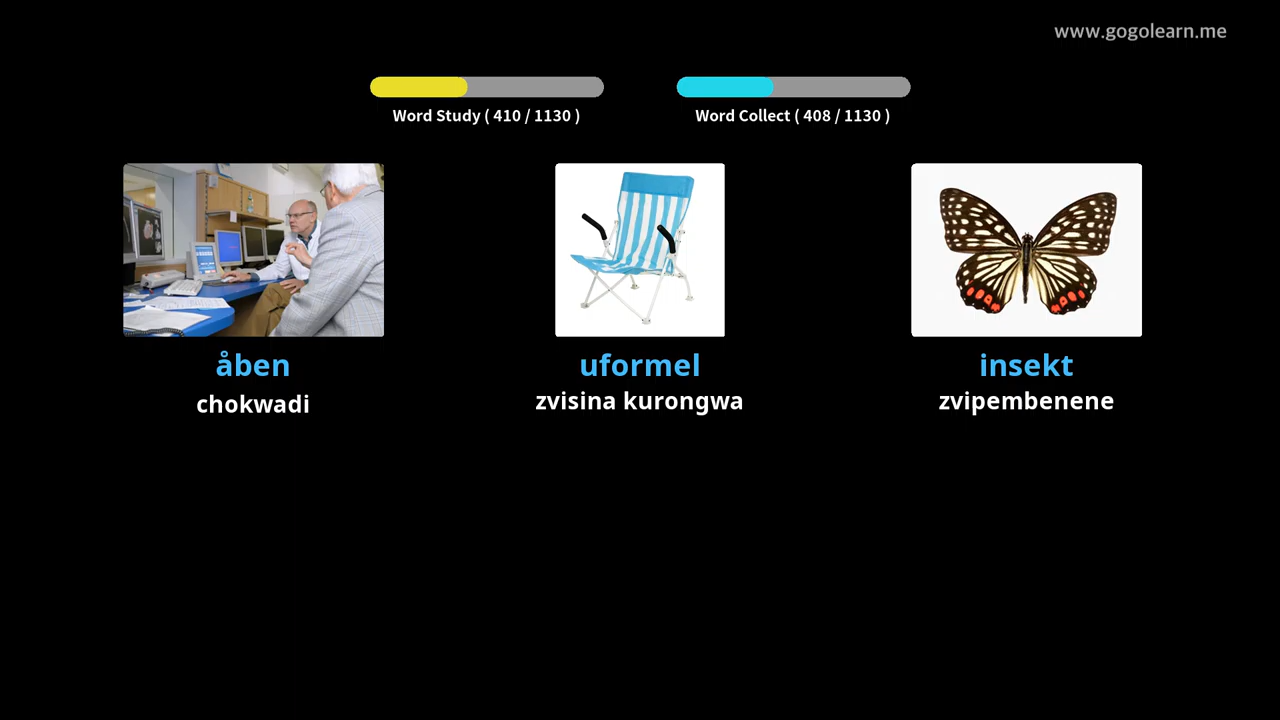 www.gogolearn.me
Word Study ( 410 / 1130 )
Word Collect ( 408 / 1130 )
åben
uformel
insekt
chokwadi
zvisina kurongwa
zvipembenene